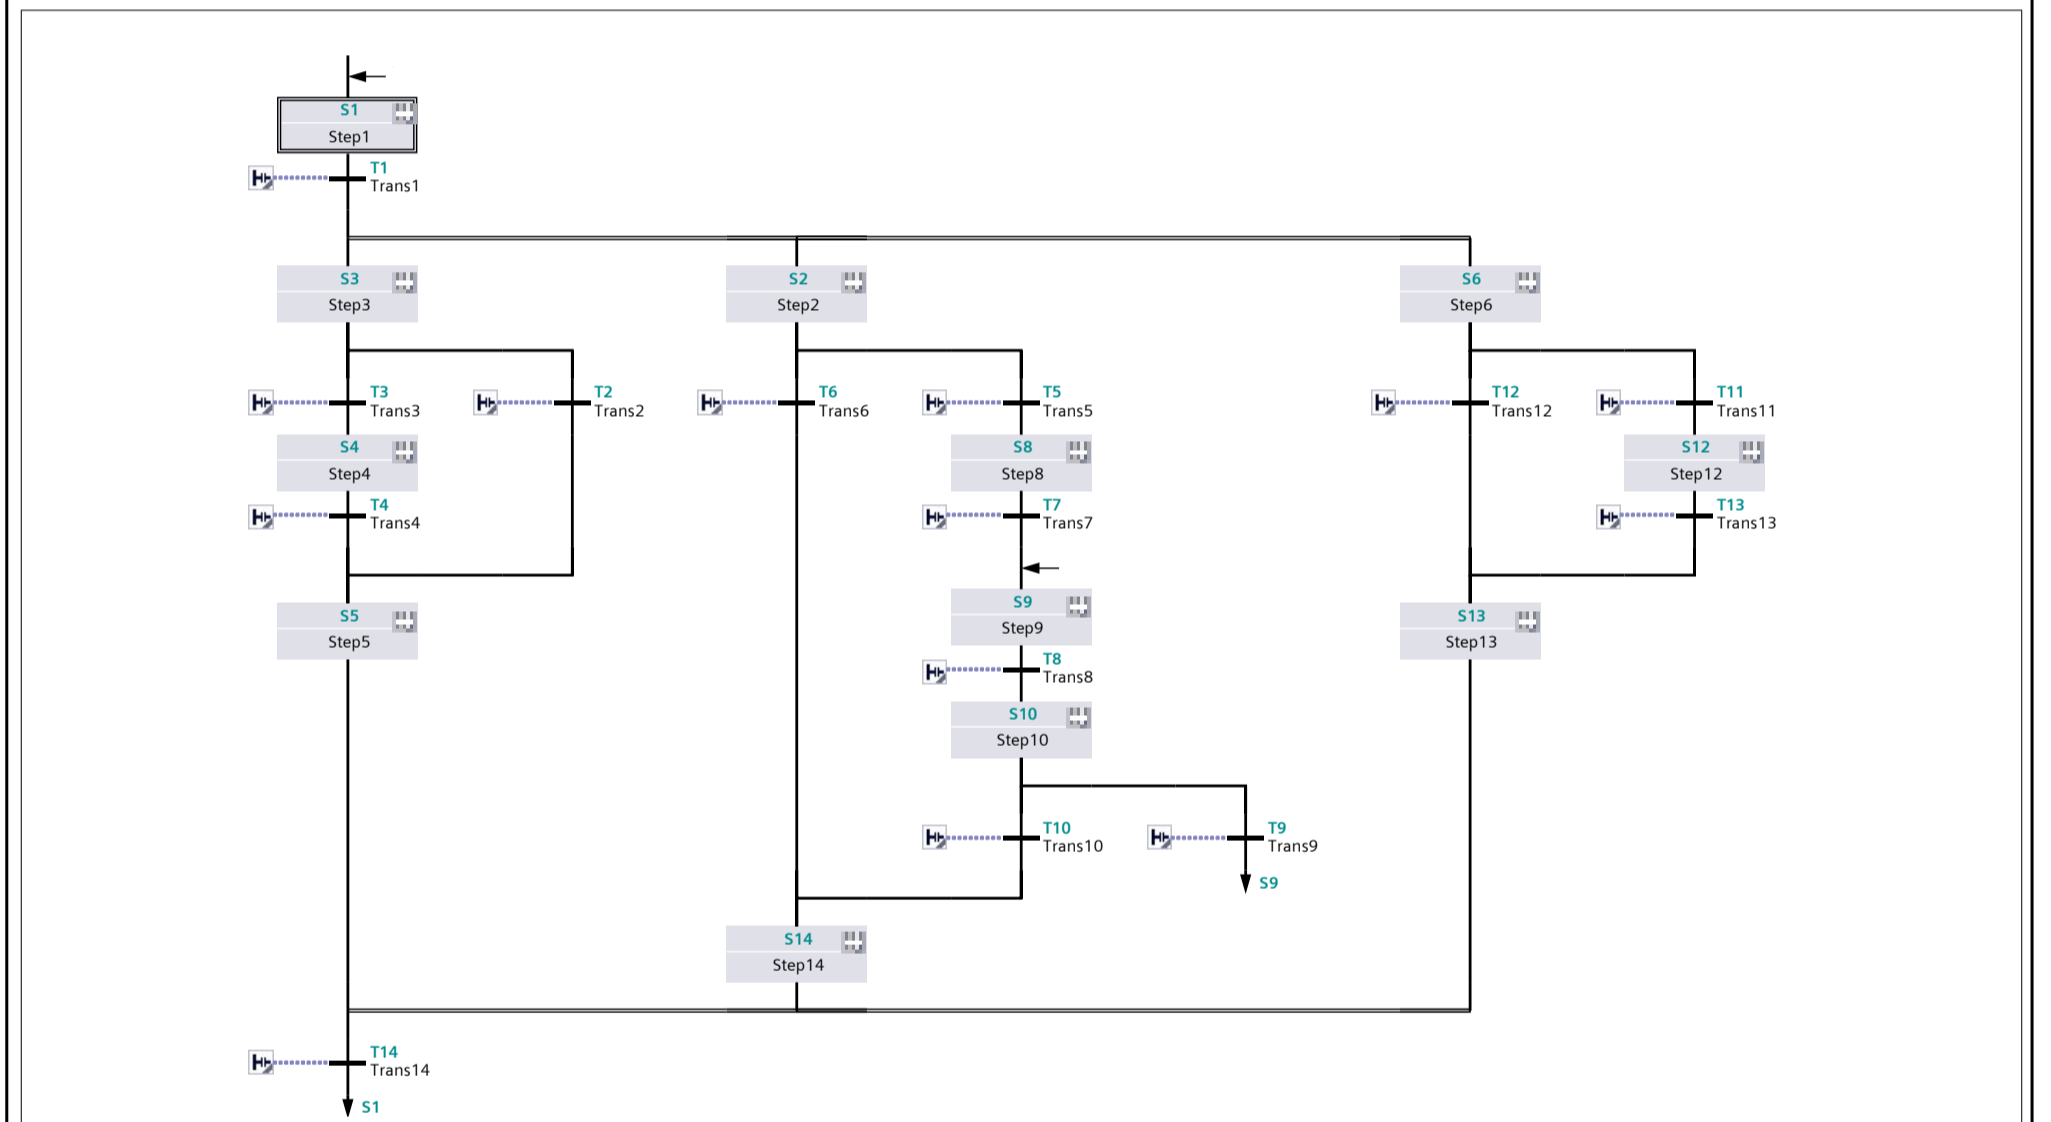 S1
Step1
T1
Trans1
S3
Step3
S2
Step2
S6
Step6
T3
Trans3
T2
Trans2
T6
Trans6
T5
Trans5
T12
Trans12
T11
Trans11
S4
Step4
S8
Step8
S12
Step12
T4
Trans4
T7
Trans7
T13
Trans13
S9
Step9
S5
Step5
S13
Step13
T8
Trans8
S10
Step10
T10
Trans10
T9
Trans9
S9
S14
Step14
T14
Trans14
S1